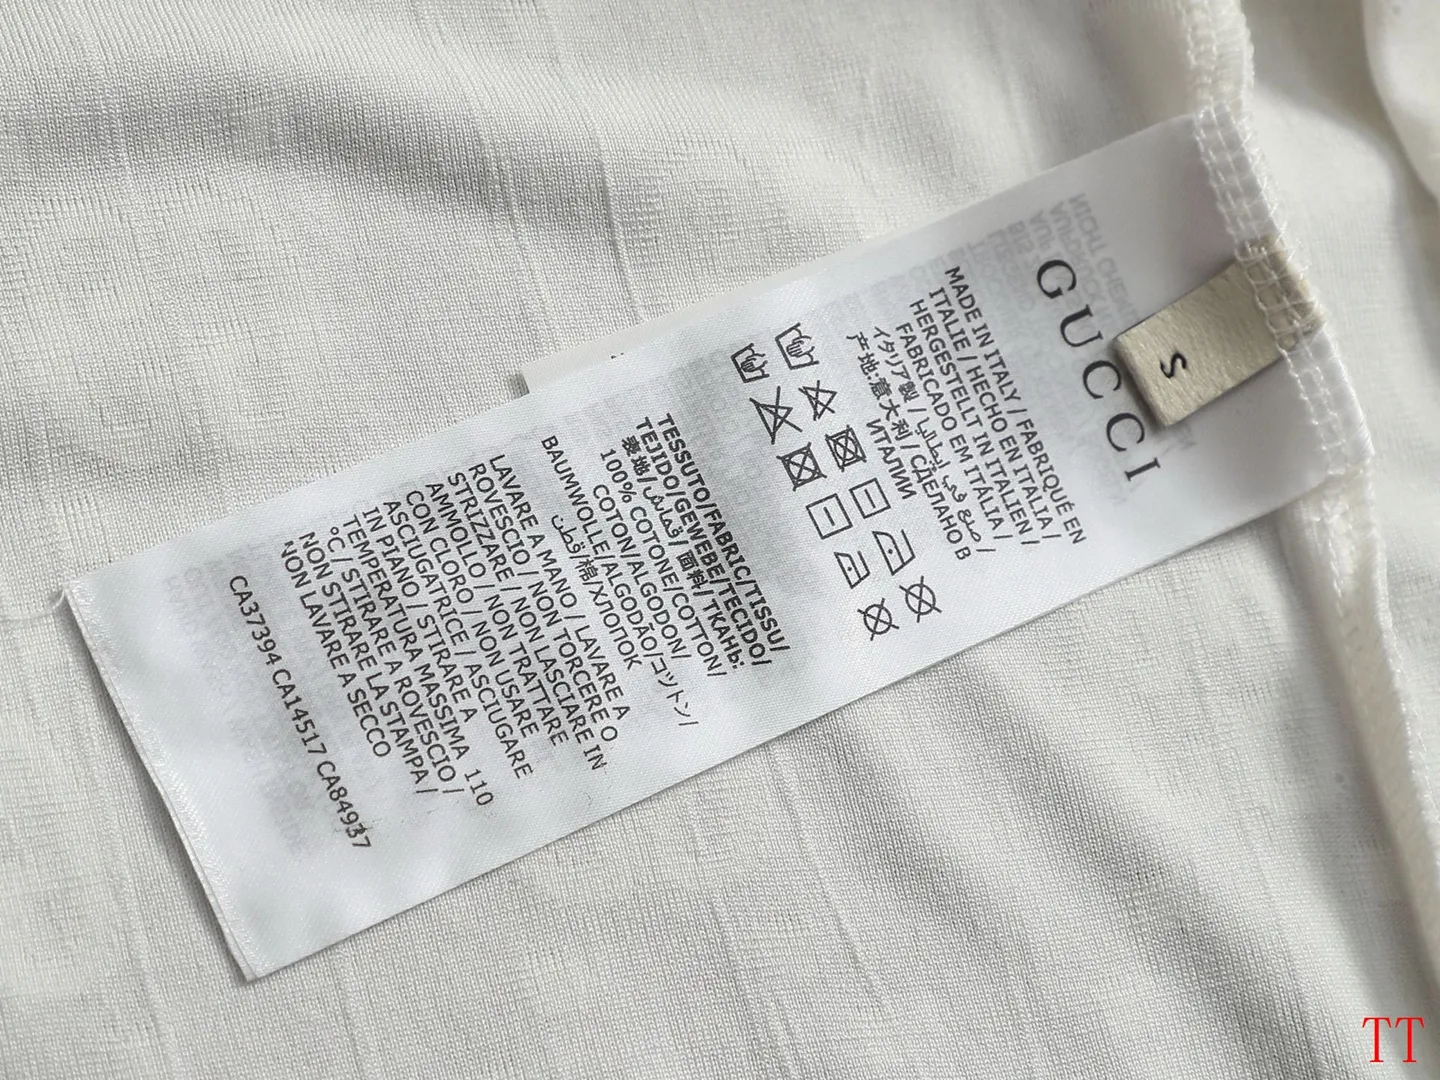 S
GUCCI
MADE IN ITALY / FABRIQUÉ EN
ITALIE / HECHO EN ITALIA /
HERGESTELLT IN ITALIEN /
FABRICADO EM ITÁLIA /
イタリア製 / صنع في إيطاليا /
产地:意大利 / СДЕЛАНО В
ИТАЛИИ
TESSUTO/FABRIC/TISSU/
TEJIDO/GEWEBE/TECIDO/
表地/قماش/面料/ТКАНЬ:
100% COTONE/COTTON/
COTON/ALGODON/
BAUMWOLLE/ALGODÃO/コットン/
قطن/棉/ХЛОПОК
LAVARE A MANO / LAVARE A
ROVESCIO / NON TORCERE O
STRIZZARE / NON LASCIARE IN
AMMOLLO / NON TRATTARE
CON CLORO / NON USARE
ASCIUGATRICE / ASCIUGARE
IN PIANO / STIRARE A
TEMPERATURA MASSIMA 110
°C / STIRARE A ROVESCIO /
NON STIRARE LA STAMPA /
NON LAVARE A SECCO
CA37394 CA14517 CA84937
TT